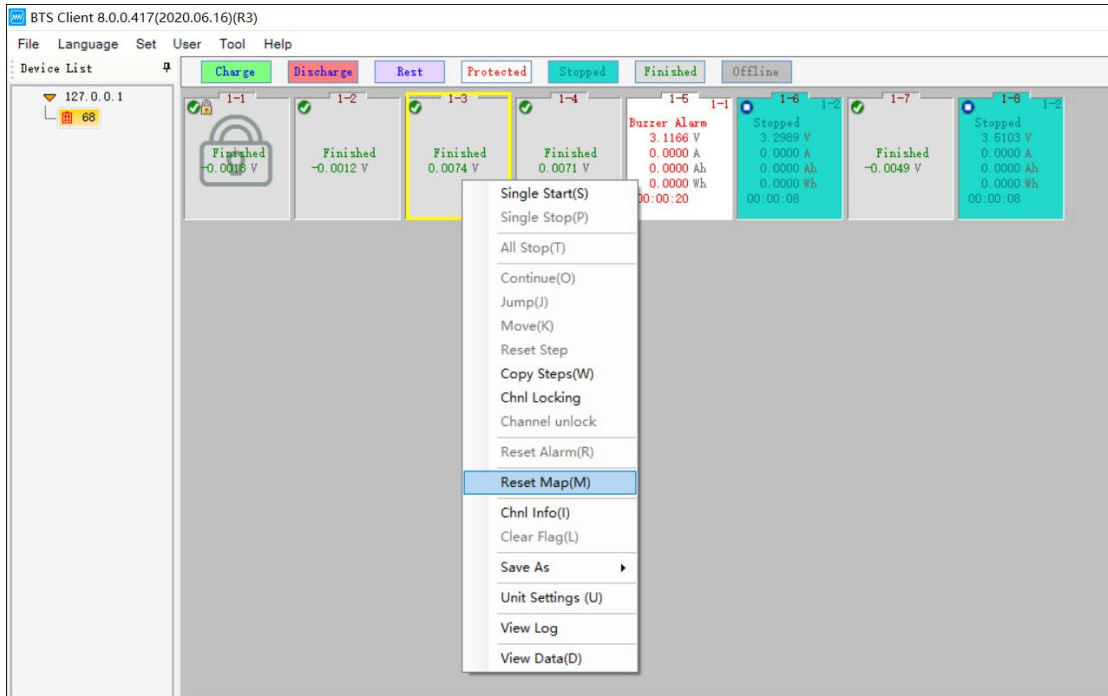 BTS Client 8.0.0.417(2020.06.16)(R3)
File Language Set User Tool Help
Device List
Charge Discharge Rest Protected Stopped Finished Offline
127.0.0.1
68
1-1
Finished
-0.0018 V
1-2
Finished
-0.0012 V
1-3
Finished
0.0074 V
1-4
Finished
0.0071 V
1-5 1-1
Buzzer Alarm
3.1166 V
0.0000 A
0.0000 Ah
0.0000 Wh
00:00:20
1-6 1-2
Stopped
3.2989 V
0.0000 A
0.0000 Ah
0.0000 Wh
00:00:08
1-7
Finished
-0.0049 V
1-8 1-2
Stopped
3.5103 V
0.0000 A
0.0000 Ah
0.0000 Wh
00:00:08
Single Start(S)
Single Stop(P)
All Stop(T)
Continue(O)
Jump(J)
Move(K)
Reset Step
Copy Steps(W)
Chnl Locking
Channel unlock
Reset Alarm(R)
Reset Map(M)
Chnl Info(I)
Clear Flag(L)
Save As
Unit Settings (U)
View Log
View Data(D)